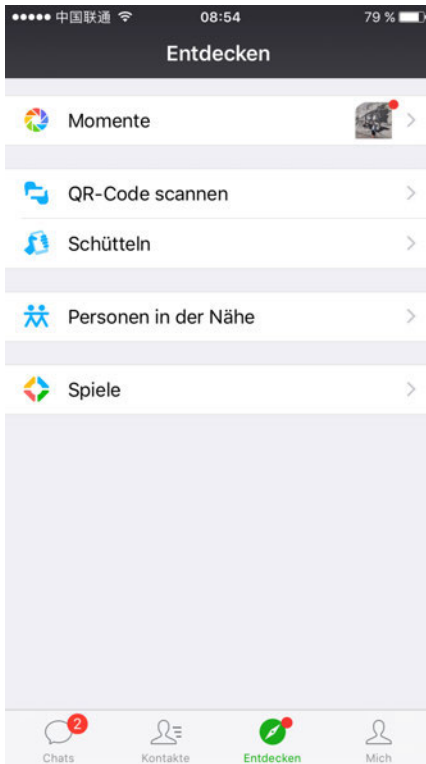 中国联通 08:54 79 %
Entdecken
Momente
QR-Code scannen
Schütteln
Personen in der Nähe
Spiele
2
Chats Kontakte Entdecken Mich